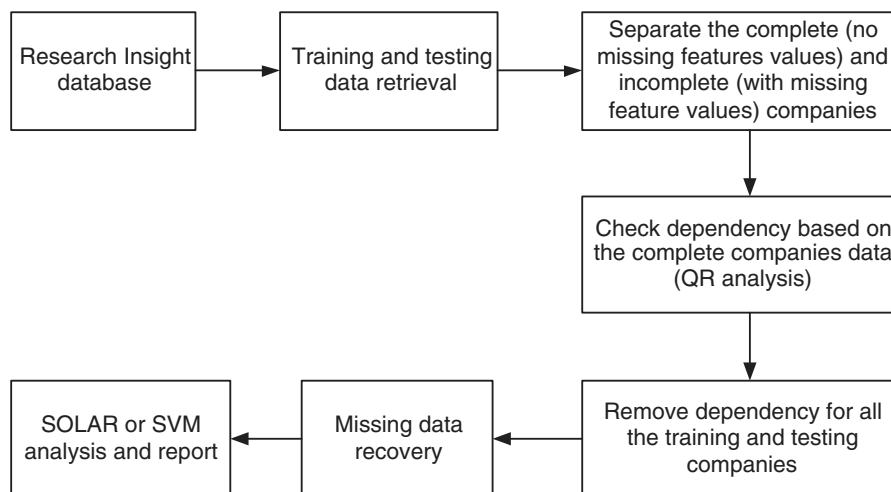 Research Insight
database
Training and testing
data retrieval
Separate the complete (no
missing features values) and
incomplete (with missing
feature values) companies
Check dependency based on
the complete companies data
(QR analysis)
Remove dependency for all
the training and testing
companies
Missing data
recovery
SOLAR or SVM
analysis and report